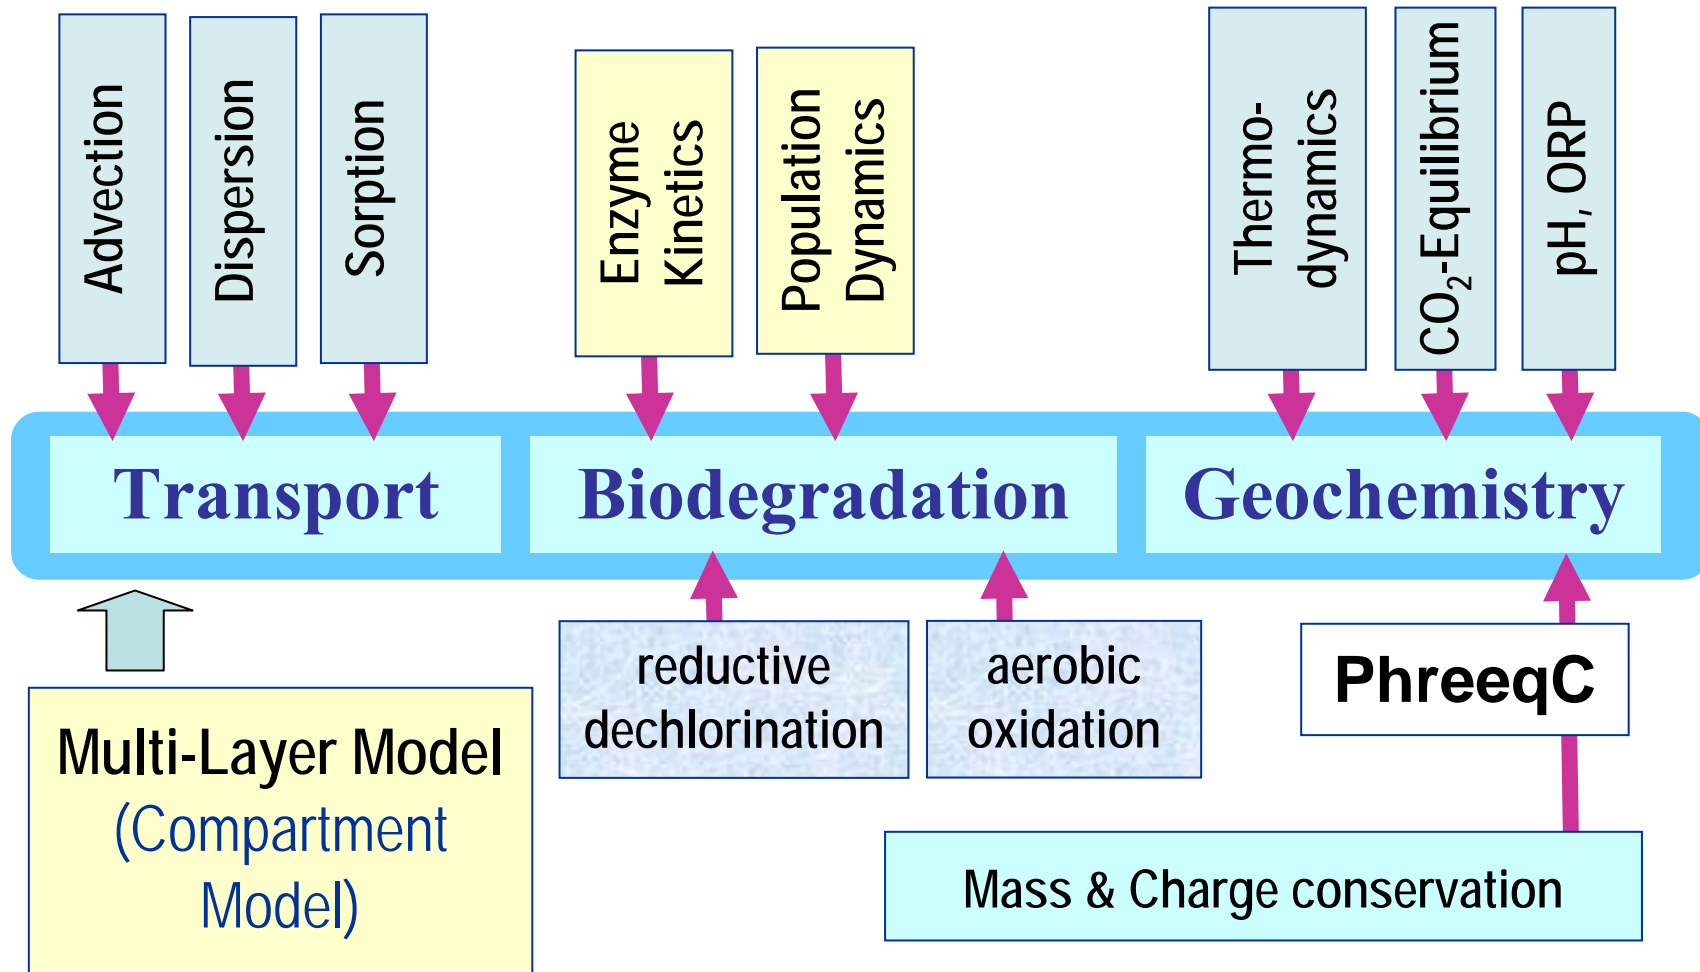 Advection
Dispersion
Sorption
Enzyme
Kinetics
Population
Dynamics
Thermo-
dynamics
CO₂-Equilibrium
pH, ORP
Transport
Biodegradation
Geochemistry
reductive
dechlorination
aerobic
oxidation
PhreeqC
Multi-Layer Model
(Compartment
Model)
Mass & Charge conservation